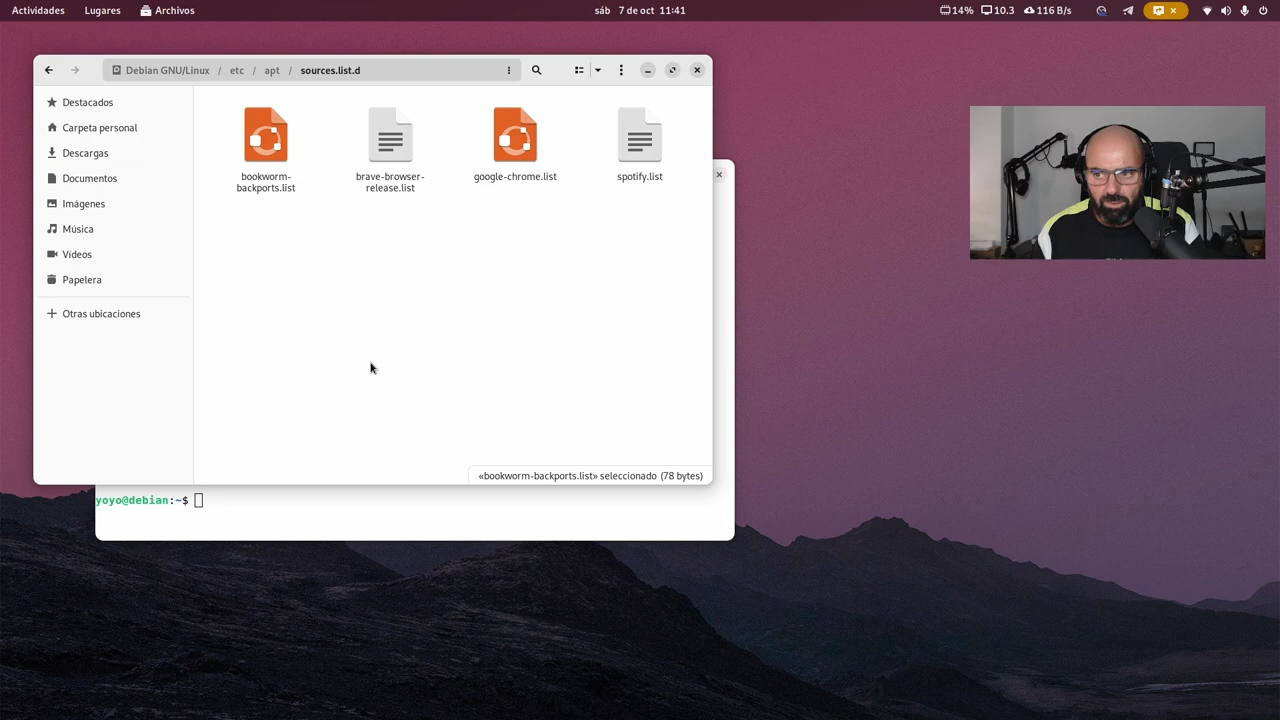 Actividades Lugares Archivos sáb 7 de oct 11:41 14% 10.3 116 B/s
Debian GNU/Linux / etc / apt / sources.list.d
Destacados
Carpeta personal
Descargas
Documentos
Imágenes
Música
Vídeos
Papelera
Otras ubicaciones
bookworm-
backports.list
brave-browser-
release.list
google-chrome.list
spotify.list
«bookworm-backports.list» seleccionado (78 bytes)
yoyo@debian:~$